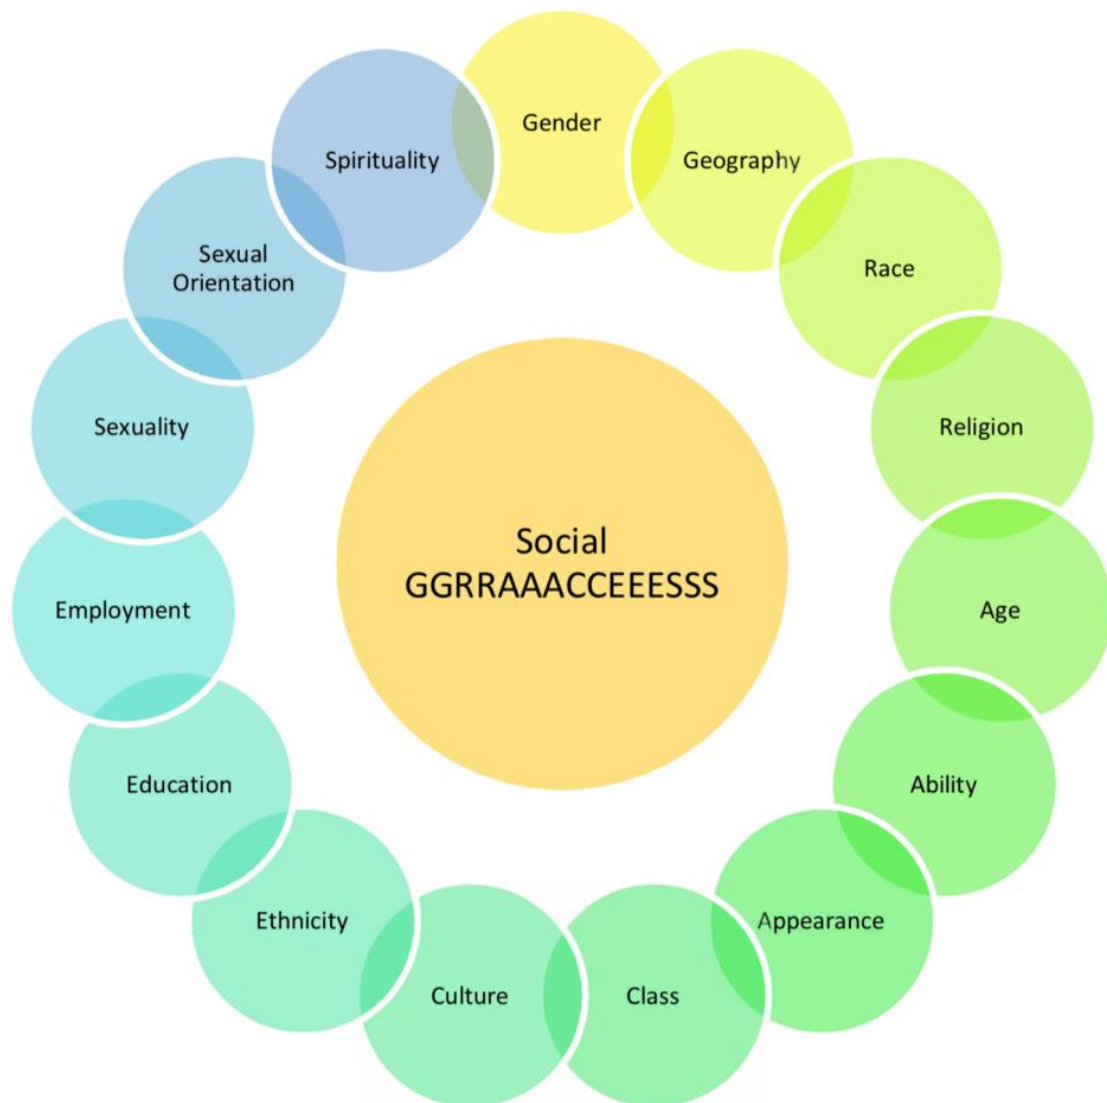 Gender
Geography
Race
Religion
Age
Ability
Appearance
Class
Culture
Ethnicity
Education
Employment
Sexuality
Sexual
Orientation
Spirituality
Social
GGRRAAACCEEESSS